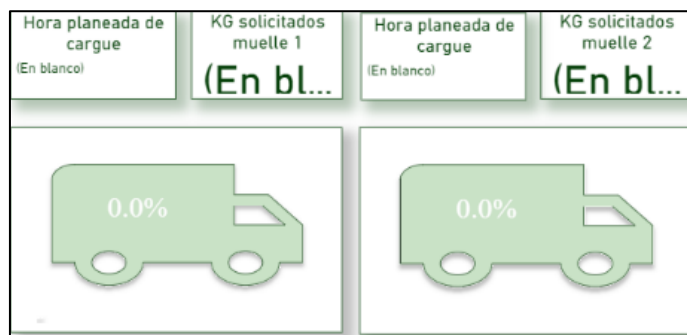 Hora planeada de
cargue
(En blanco)
KG solicitados
muelle 1
(En bl...
Hora planeada de
cargue
(En blanco)
KG solicitados
muelle 2
(En bl...
0.0%
0.0%